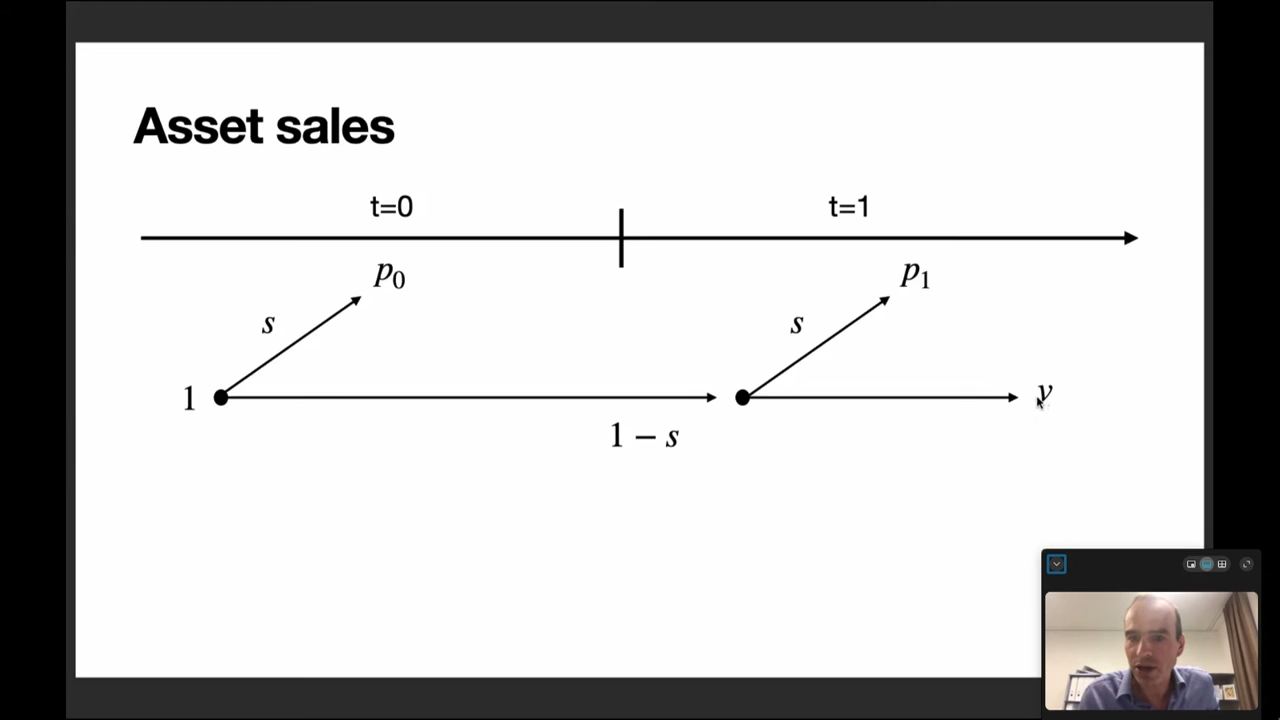 Asset sales
t=0 t=1
p₀ p₁
s s
1 v
1 − s